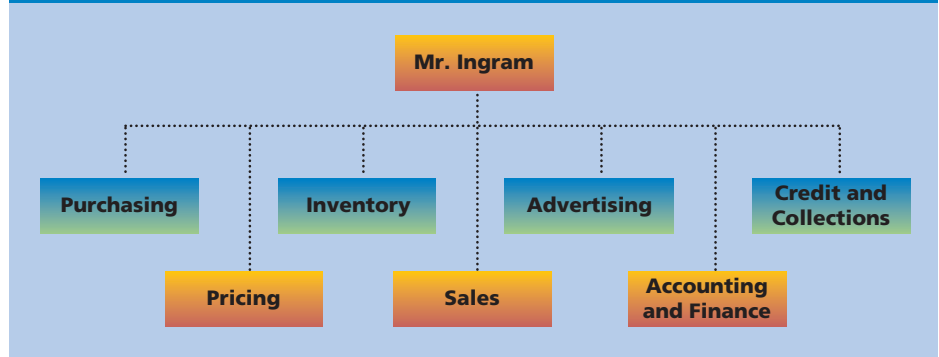 Mr. Ingram
Purchasing
Inventory
Advertising
Credit and
Collections
Pricing
Sales
Accounting
and Finance